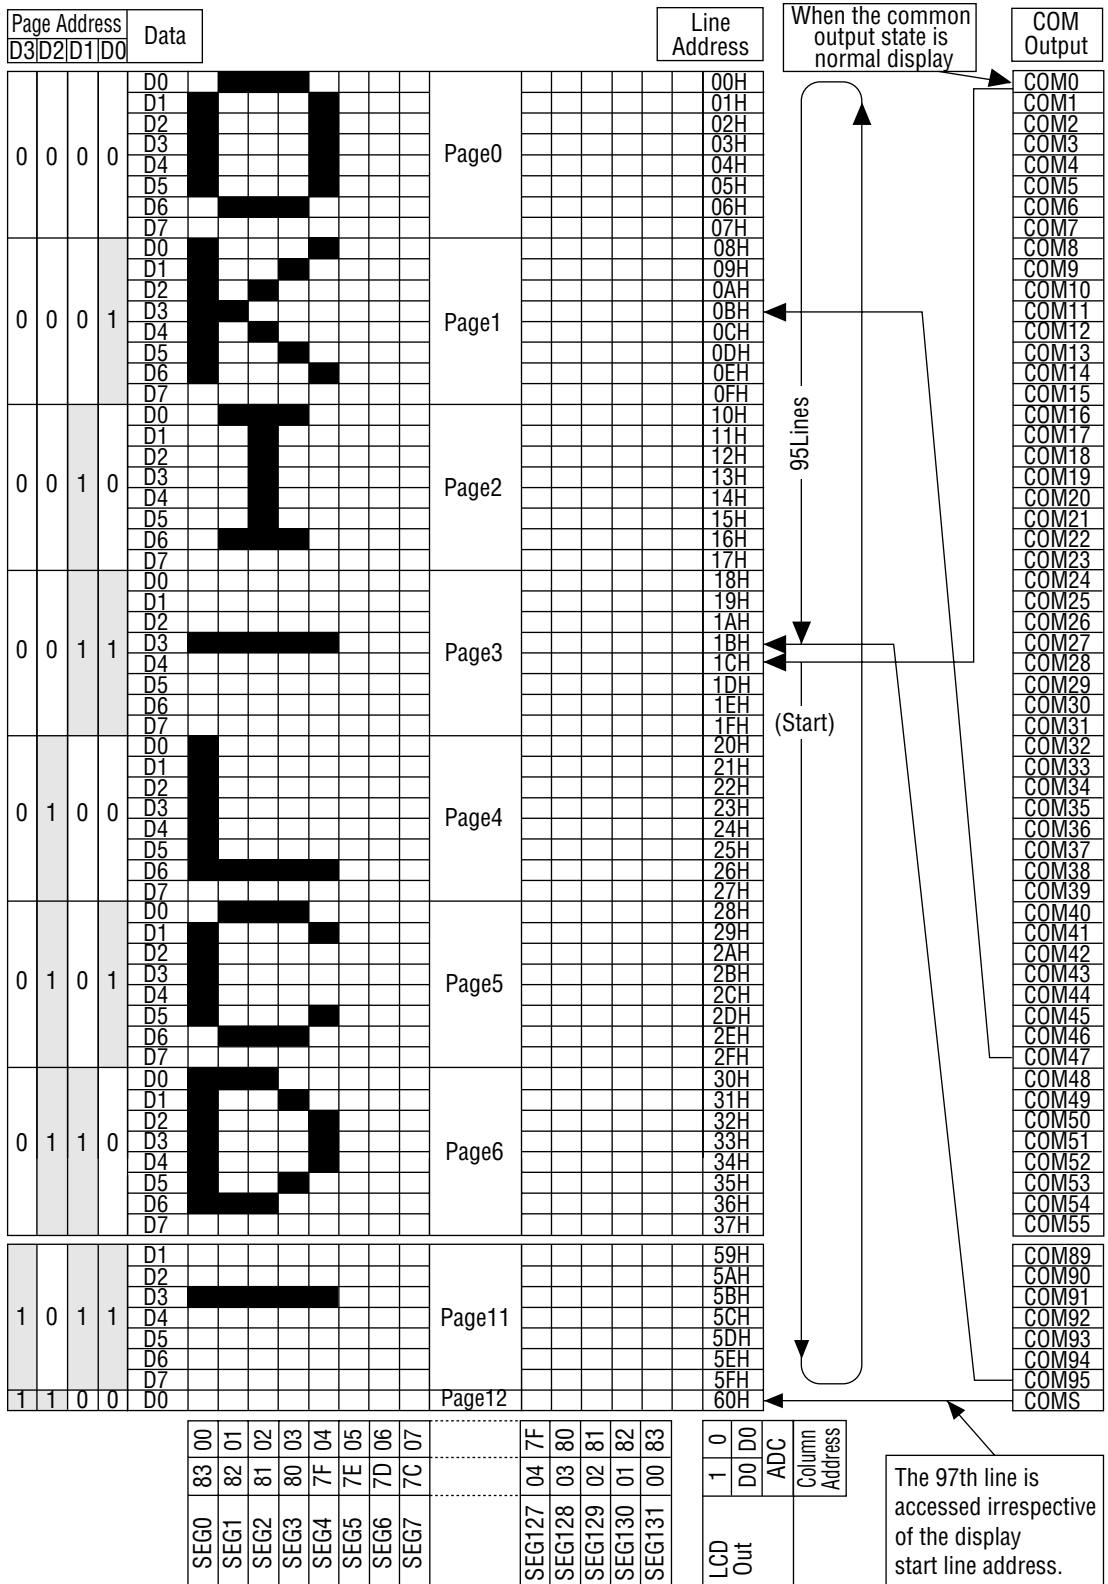 Page Address
D3 D2 D1 D0
Data
Line Address
When the common output state is normal display
COM Output
D0 00H COM0
D1 01H COM1
D2 02H COM2
D3 03H COM3
0 0 0 0 Page0
D4 04H COM4
D5 05H COM5
D6 06H COM6
D7 07H COM7
D0 08H COM8
D1 09H COM9
D2 0AH COM10
D3 0BH COM11
0 0 0 1 Page1
D4 0CH COM12
D5 0DH COM13
D6 0EH COM14
D7 0FH COM15
D0 10H COM16
D1 11H COM17
D2 12H COM18
D3 13H COM19
0 0 1 0 Page2
95Lines
D4 14H COM20
D5 15H COM21
D6 16H COM22
D7 17H COM23
D0 18H COM24
D1 19H COM25
D2 1AH COM26
D3 1BH COM27
0 0 1 1 Page3
D4 1CH COM28
D5 1DH COM29
D6 1EH COM30
D7 1FH COM31
(Start)
D0 20H COM32
D1 21H COM33
D2 22H COM34
D3 23H COM35
0 1 0 0 Page4
D4 24H COM36
D5 25H COM37
D6 26H COM38
D7 27H COM39
D0 28H COM40
D1 29H COM41
D2 2AH COM42
D3 2BH COM43
0 1 0 1 Page5
D4 2CH COM44
D5 2DH COM45
D6 2EH COM46
D7 2FH COM47
D0 30H COM48
D1 31H COM49
D2 32H COM50
D3 33H COM51
0 1 1 0 Page6
D4 34H COM52
D5 35H COM53
D6 36H COM54
D7 37H COM55
D1 59H COM89
D2 5AH COM90
D3 5BH COM91
1 0 1 1 Page11
D4 5CH COM92
D5 5DH COM93
D6 5EH COM94
D7 5FH COM95
1 1 0 0 D0 Page12 60H COMS
00 01 02 03 04 05 06 07 7F 80 81 82 83 0 D0
83 82 81 80 7F 7E 7D 7C 04 03 02 01 00 1 D0
ADC
Column Address
SEG0 SEG1 SEG2 SEG3 SEG4 SEG5 SEG6 SEG7 SEG127 SEG128 SEG129 SEG130 SEG131
LCD Out
The 97th line is
accessed irrespective
of the display
start line address.